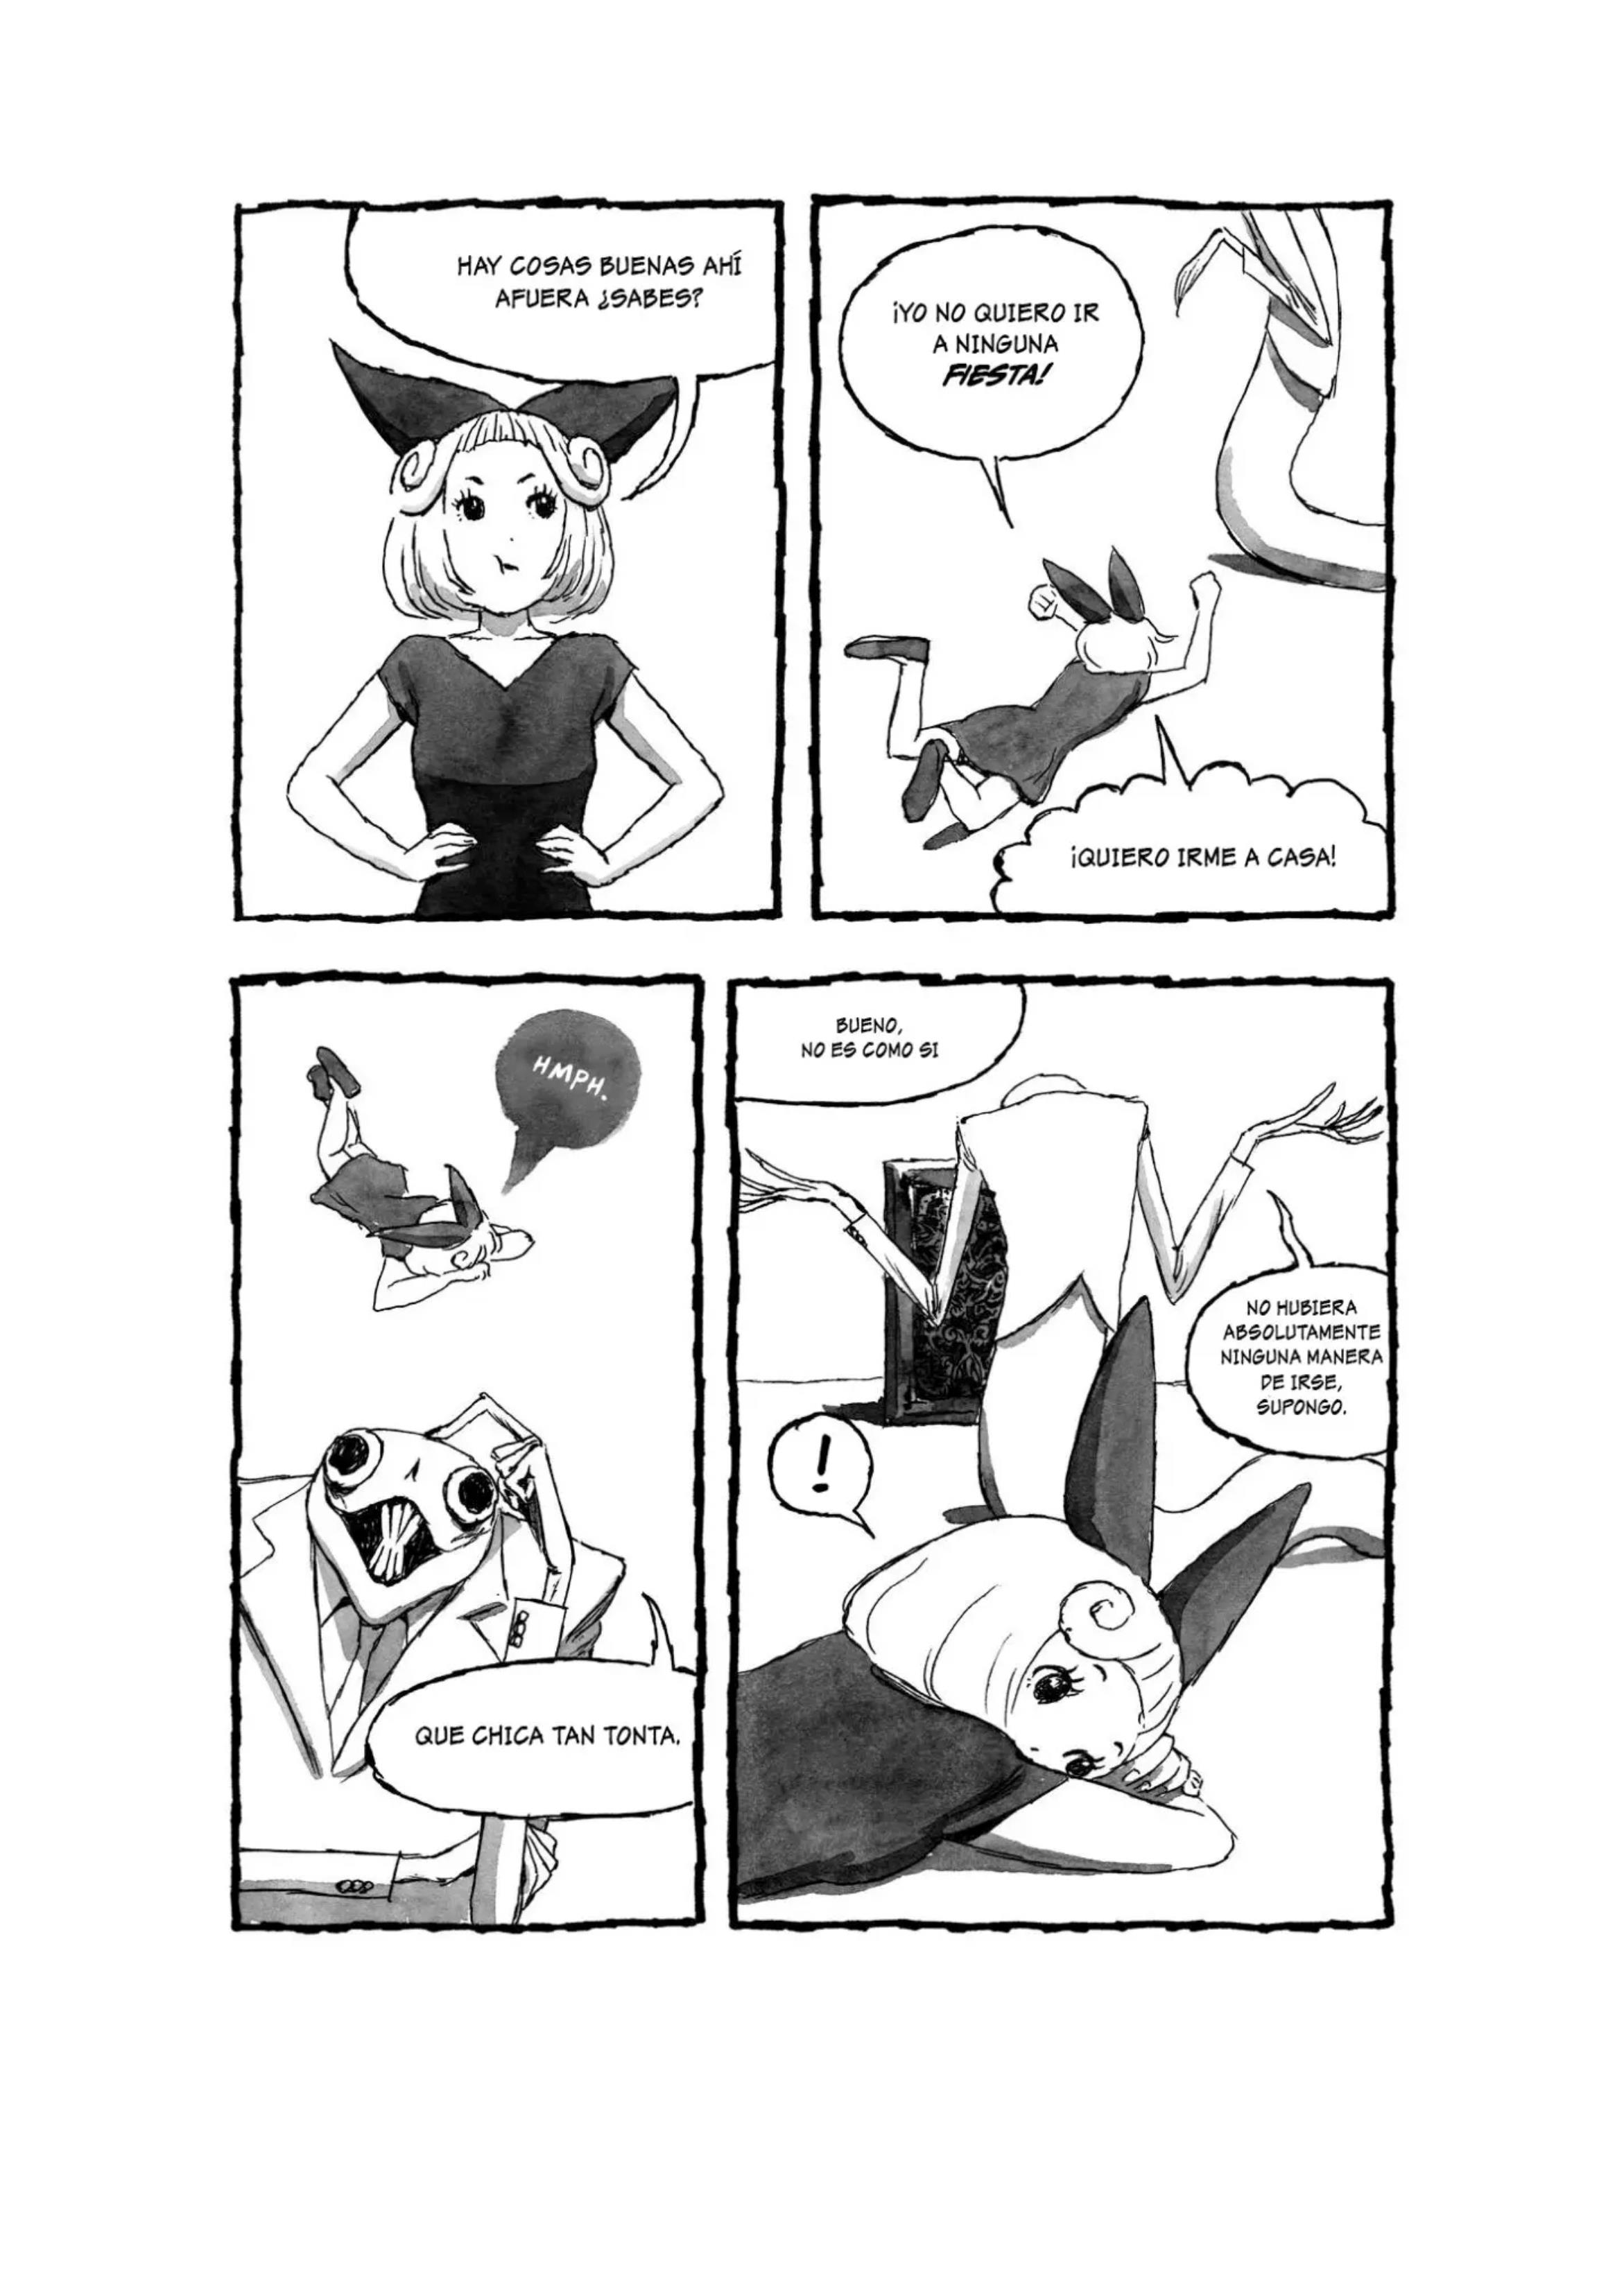 HAY COSAS BUENAS AHÍ
AFUERA ¿SABES?
¡YO NO QUIERO IR
A NINGUNA
FIESTA!
¡QUIERO IRME A CASA!
HMPH.
QUE CHICA TAN TONTA.
BUENO,
NO ES COMO SI
NO HUBIERA
ABSOLUTAMENTE
NINGUNA MANERA
DE IRSE,
SUPONGO.
!